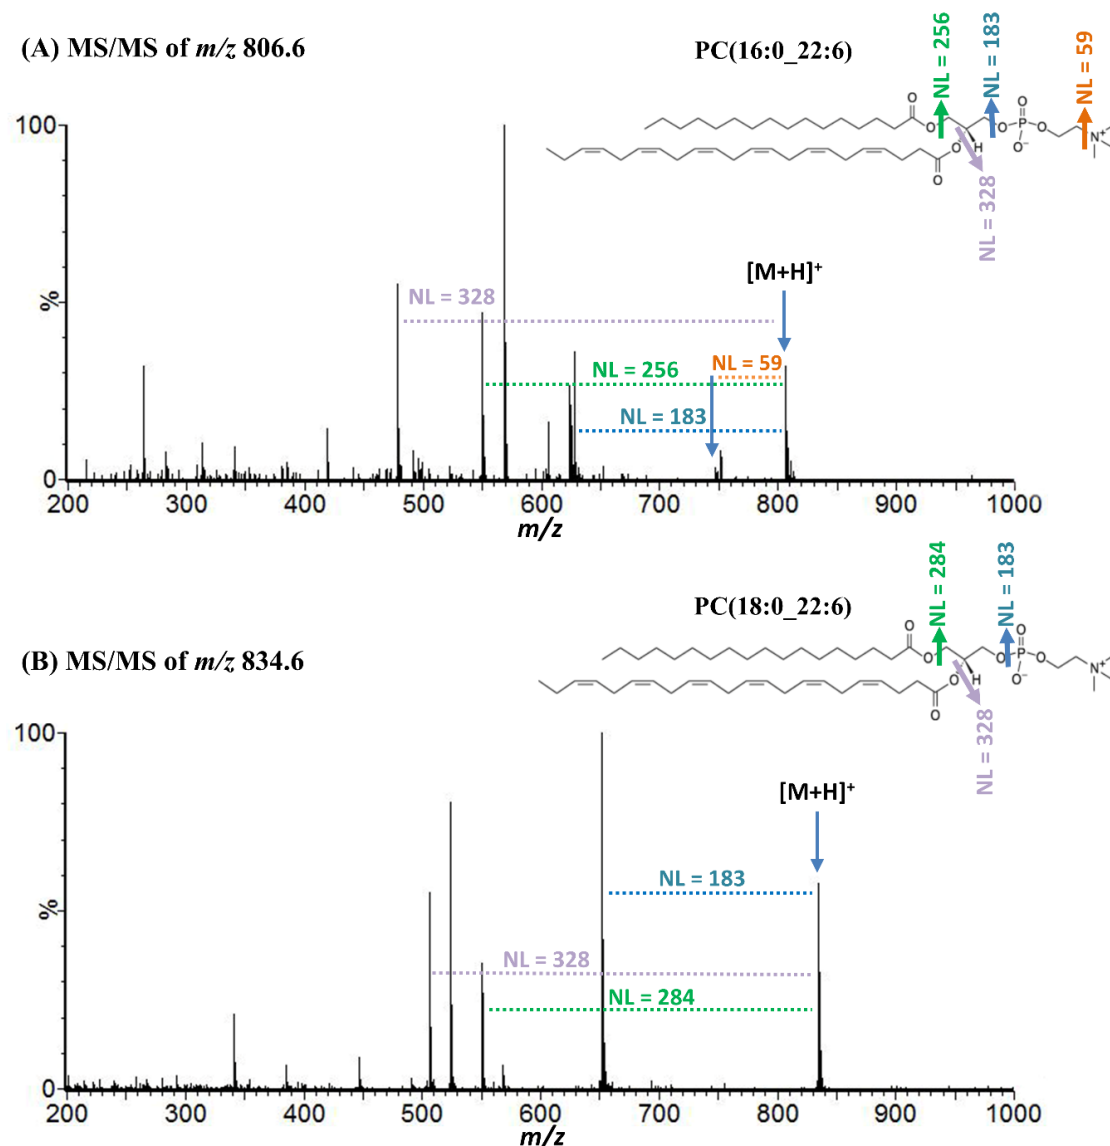 (A) MS/MS of m/z 806.6
PC(16:0_22:6)
NL = 256
NL = 183
NL = 59
NL = 328
O
O
O
O
P
O
O
O⁻
N⁺
H
O
100
%
0
[M+H]⁺
NL = 328
NL = 59
NL = 256
NL = 183
200 300 400 500 600 700 800 900 1000
m/z
(B) MS/MS of m/z 834.6
PC(18:0_22:6)
NL = 284
NL = 183
NL = 328
O
O
O
O
P
O
O
O⁻
N⁺
H
O
100
%
0
[M+H]⁺
NL = 183
NL = 328
NL = 284
200 300 400 500 600 700 800 900 1000
m/z